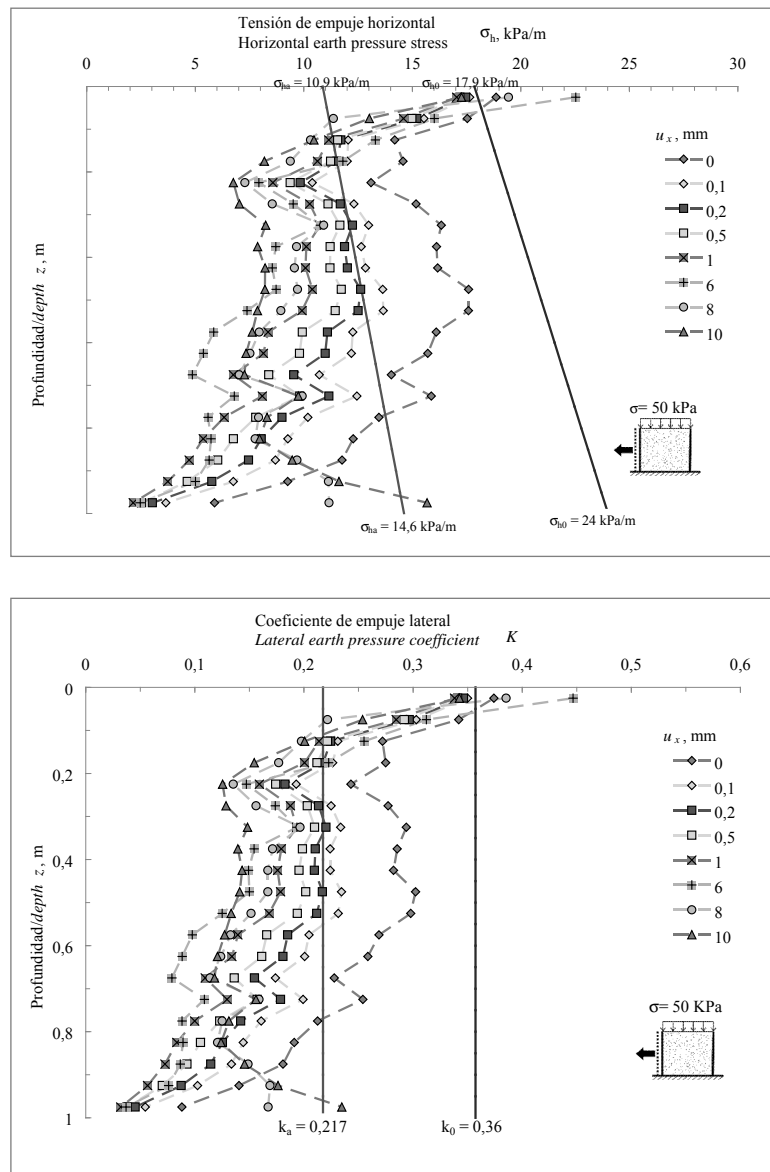 Tensión de empuje horizontal
Horizontal earth pressure stress
σh, kPa/m
0 5 10 15 20 25 30
σha = 10,9 kPa/m
σh0 = 17,9 kPa/m
Profundidad/depth z, m
u x, mm
0
0,1
0,2
0,5
1
6
8
10
σ= 50 kPa
σha = 14,6 kPa/m
σh0 = 24 kPa/m
Coeficiente de empuje lateral
Lateral earth pressure coefficient K
0 0,1 0,2 0,3 0,4 0,5 0,6
0
0,2
0,4
0,6
0,8
1
Profundidad/depth z, m
u x, mm
0
0,1
0,2
0,5
1
6
8
10
σ= 50 KPa
ka = 0,217
k0 = 0,36